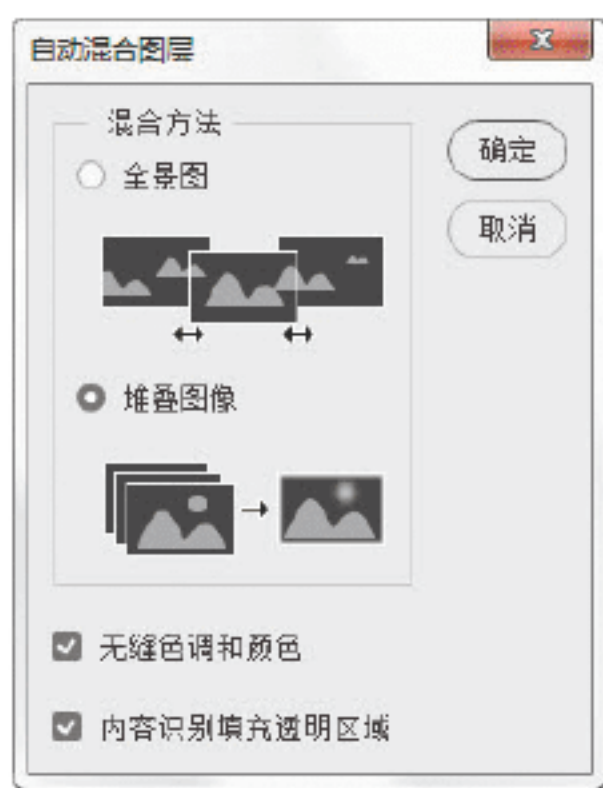 自动混合图层
混合方法
全景图
确定
取消
堆叠图像
无缝色调和颜色
内容识别填充透明区域